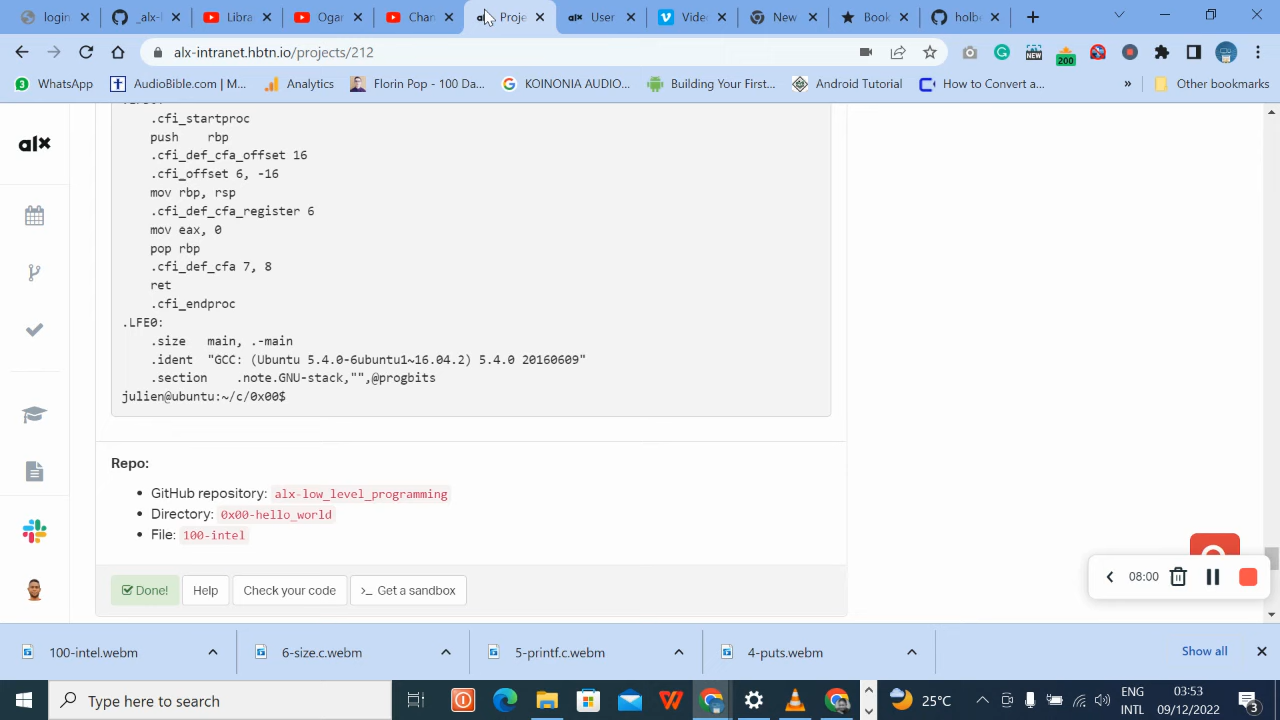 login
_alx-l
Libra
Ogar
Char
Proje
User
Vide
New
Book
holbe
alx-intranet.hbtn.io/projects/212
200
WhatsApp
AudioBible.com | M...
Analytics
Florin Pop - 100 Da...
KOINONIA AUDIO...
Building Your First...
Android Tutorial
How to Convert a...
»
Other bookmarks
alx
.cfi_startproc
push rbp
.cfi_def_cfa_offset 16
.cfi_offset 6, -16
mov rbp, rsp
.cfi_def_cfa_register 6
mov eax, 0
pop rbp
.cfi_def_cfa 7, 8
ret
.cfi_endproc
.LFE0:
.size main, .-main
.ident "GCC: (Ubuntu 5.4.0-6ubuntu1~16.04.2) 5.4.0 20160609"
.section .note.GNU-stack,"",@progbits
julien@ubuntu:~/c/0x00$
Repo:
• GitHub repository: alx-low_level_programming
• Directory: 0x00-hello_world
• File: 100-intel
Done!
Help
Check your code
>_ Get a sandbox
08:00
100-intel.webm
6-size.c.webm
5-printf.c.webm
4-puts.webm
Show all
Type here to search
25°C
ENG
INTL
03:53
09/12/2022
3